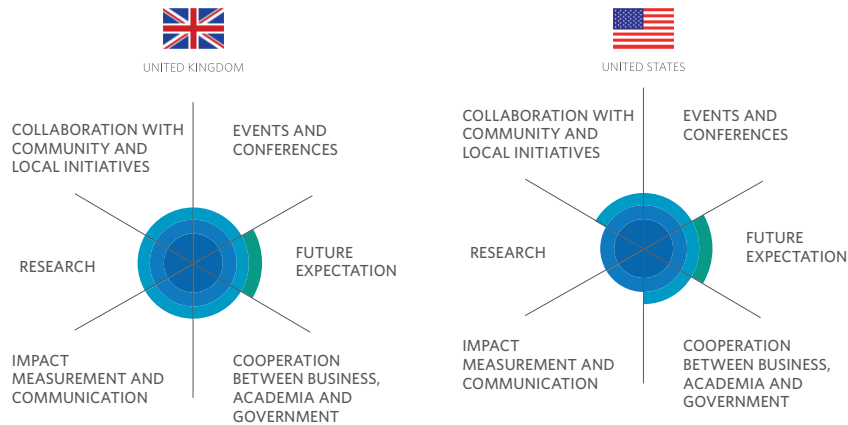 UNITED KINGDOM
COLLABORATION WITH
COMMUNITY AND
LOCAL INITIATIVES
EVENTS AND
CONFERENCES
RESEARCH
FUTURE
EXPECTATION
IMPACT
MEASUREMENT AND
COMMUNICATION
COOPERATION
BETWEEN BUSINESS,
ACADEMIA AND
GOVERNMENT
UNITED STATES
COLLABORATION WITH
COMMUNITY AND
LOCAL INITIATIVES
EVENTS AND
CONFERENCES
RESEARCH
FUTURE
EXPECTATION
IMPACT
MEASUREMENT AND
COMMUNICATION
COOPERATION
BETWEEN BUSINESS,
ACADEMIA AND
GOVERNMENT